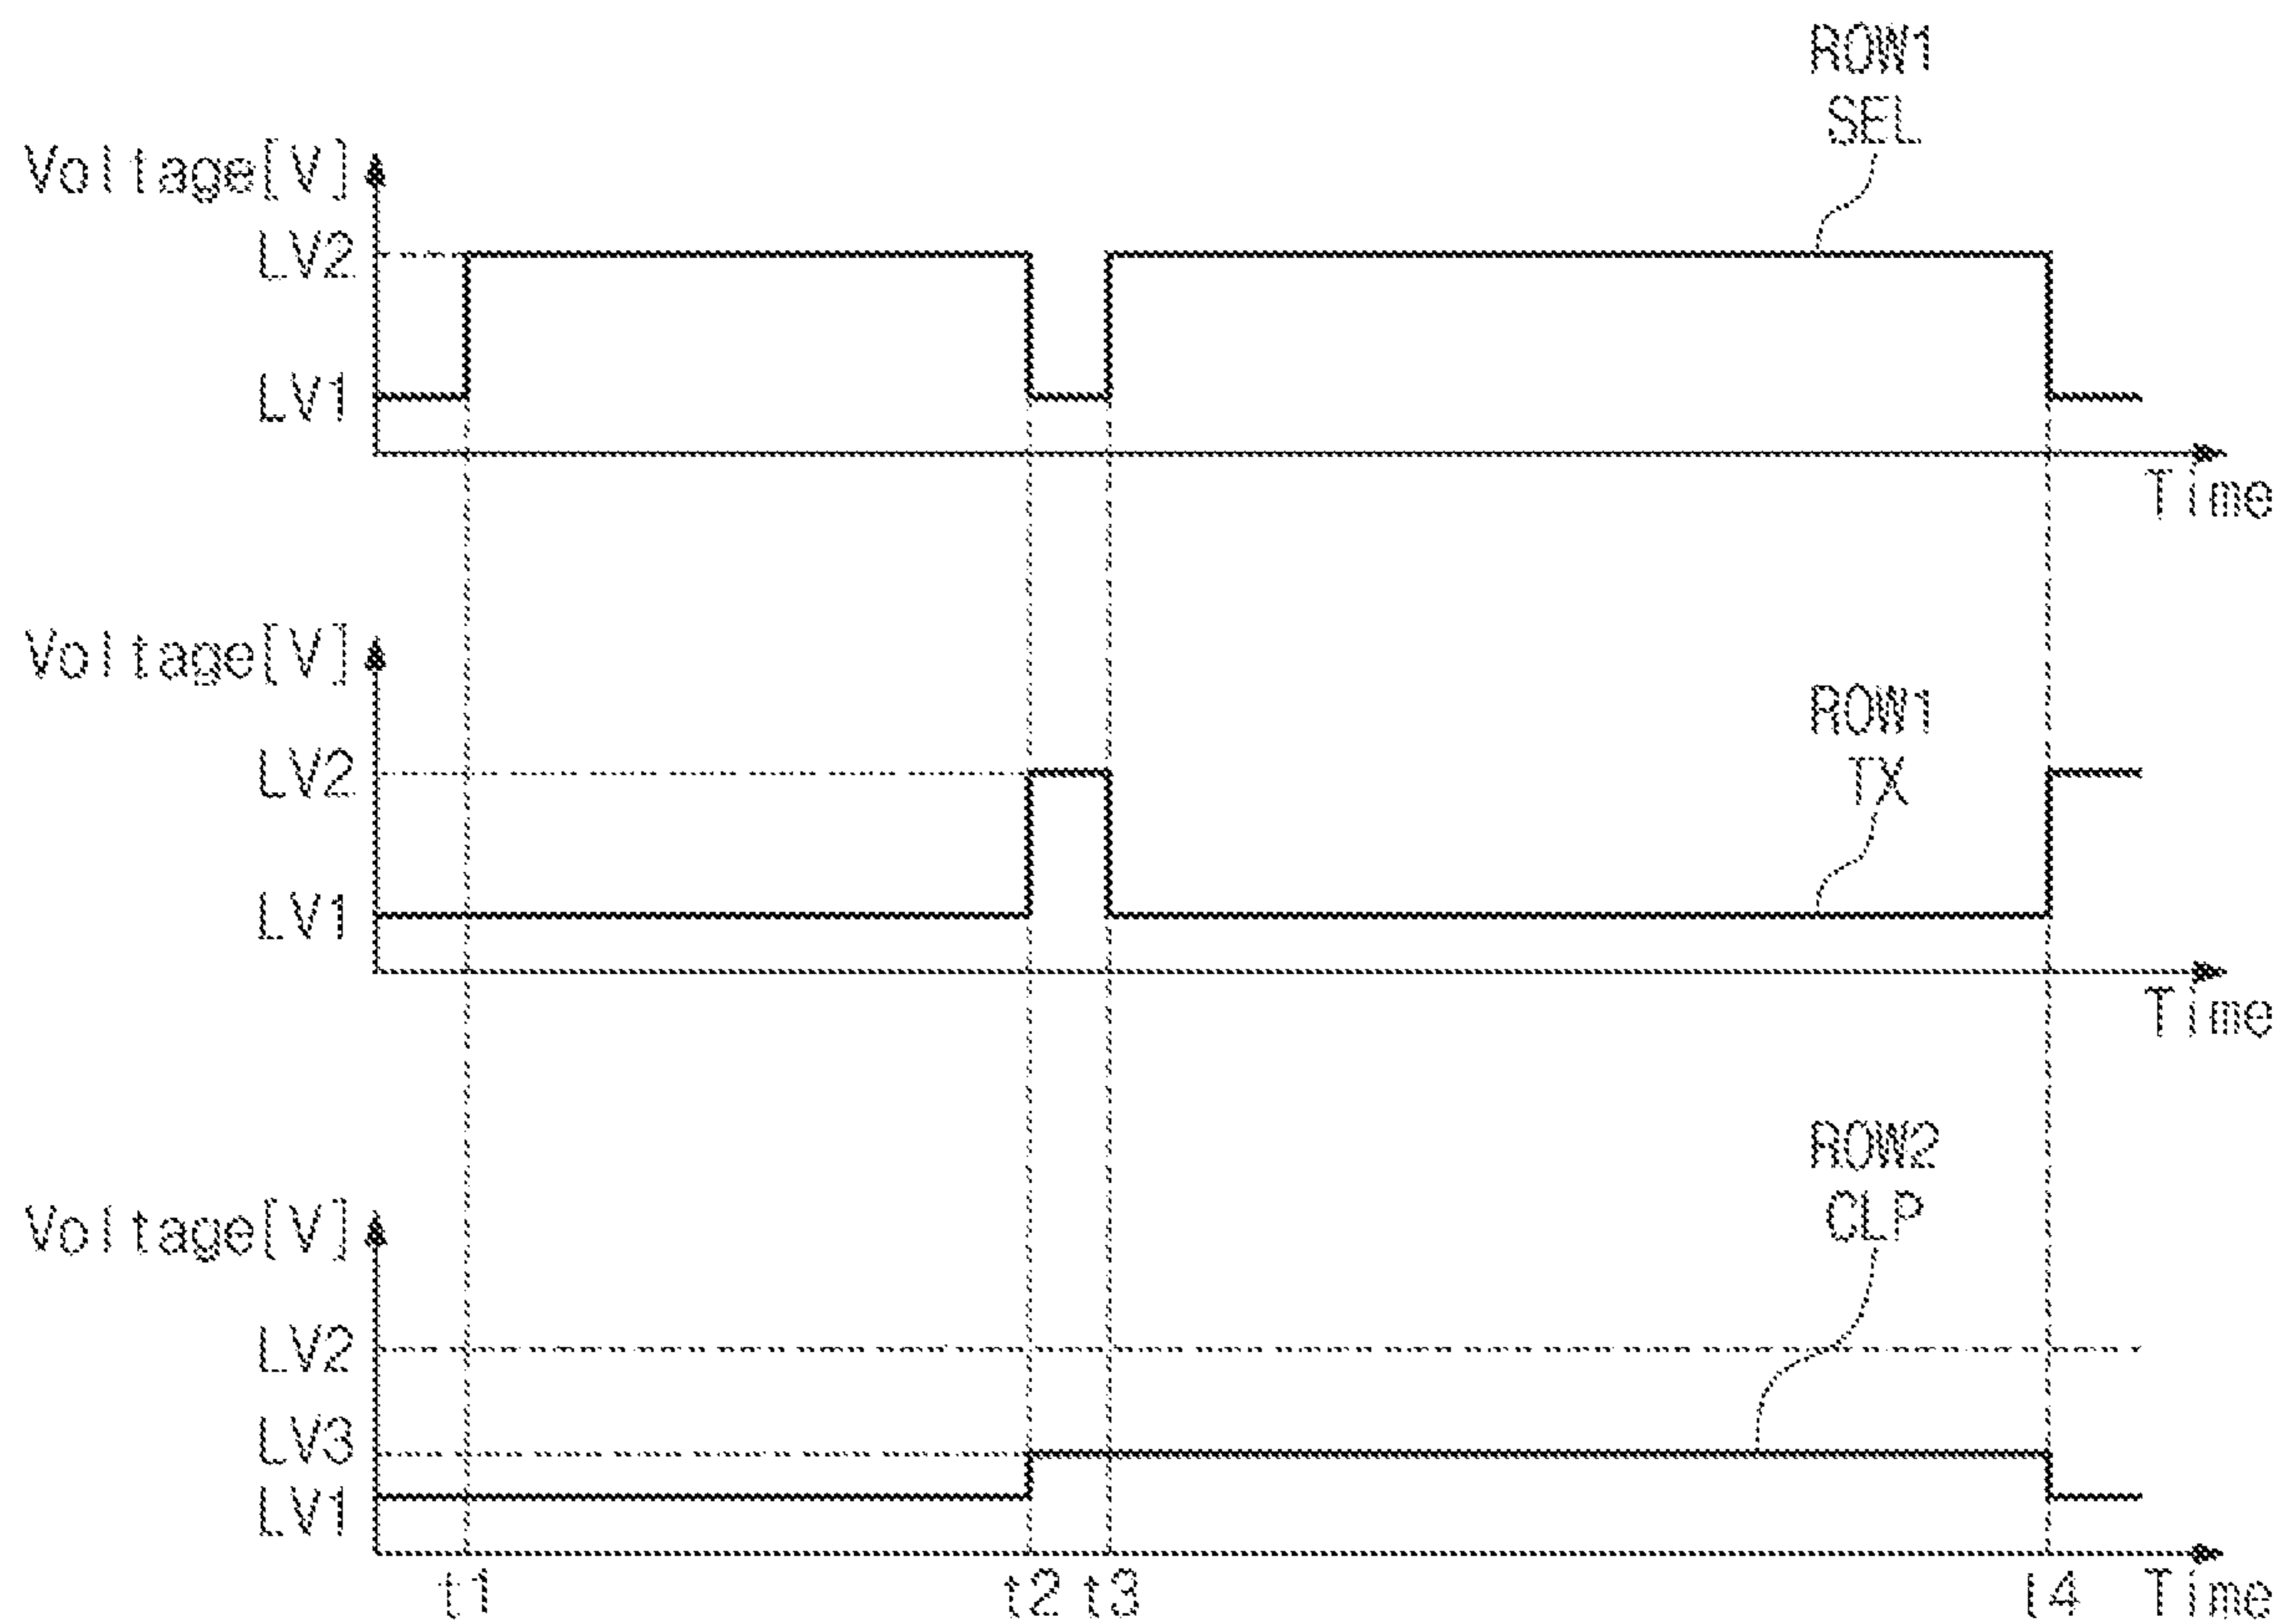 ROW1
SEL
Voltage[V]
LV2
LV1
Time
Voltage[V]
ROW1
TX
LV2
LV1
Time
ROW2
CLP
Voltage[V]
LV2
LV3
LV1
t1 t2 t3 t4 Time